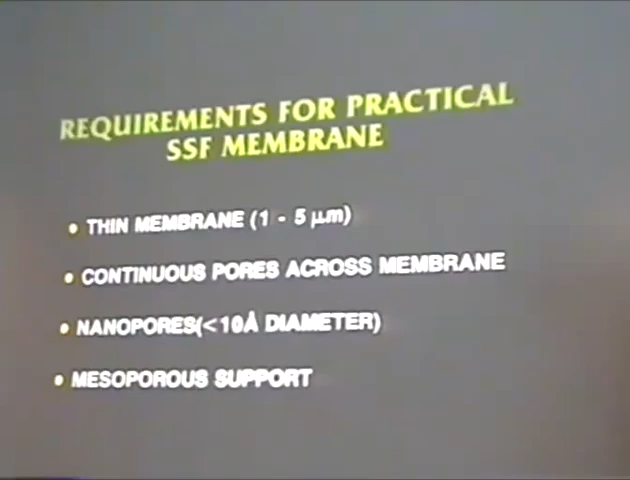 REQUIREMENTS FOR PRACTICAL
SSF MEMBRANE
• THIN MEMBRANE (1 - 5 μm)
• CONTINUOUS PORES ACROSS MEMBRANE
• NANOPORES(<10Å DIAMETER)
• MESOPOROUS SUPPORT